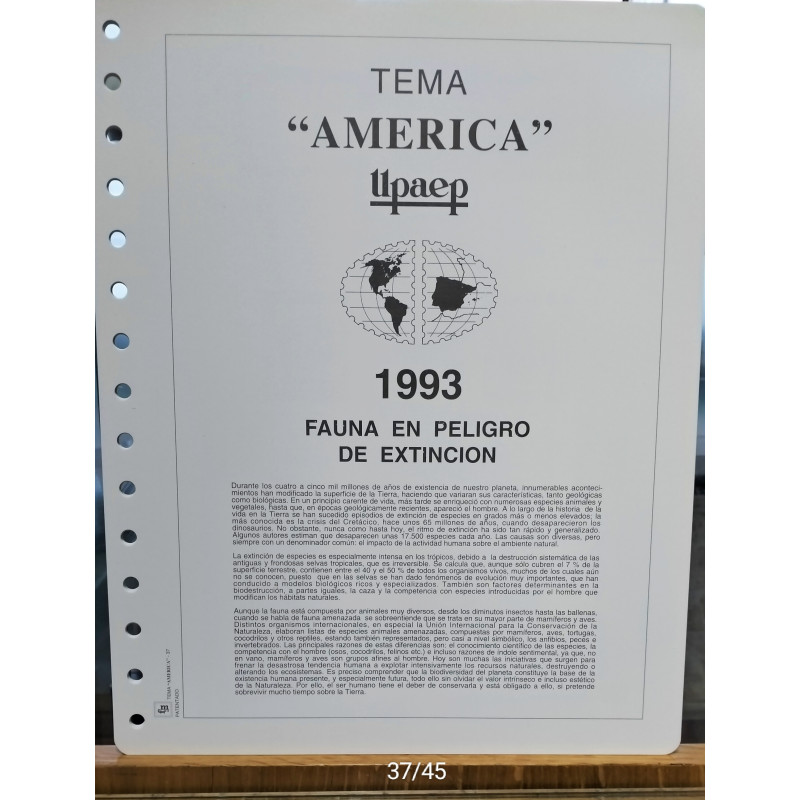 TEMA
“AMERICA”
Upaep
1993
FAUNA EN PELIGRO
DE EXTINCION
Durante los cuatro a cinco mil millones de años de existencia de nuestro planeta, innumerables aconteci-
mientos han modificado la superficie de la Tierra, haciendo que variaran sus características, tanto geológicas
como biológicas. En un principio carente de vida, más tarde se enriqueció con numerosas especies animales y
vegetales, hasta que, en épocas geológicamente recientes, apareció el hombre. A lo largo de la historia de la
vida en la Tierra se han sucedido episodios de extinción de especies en grados más o menos elevados; la
más conocida es la crisis del Cretácico, hace unos 65 millones de años, cuando desaparecieron los
dinosaurios. No obstante, nunca como hasta hoy, el ritmo de extinción ha sido tan rápido y generalizado.
Algunos autores estiman que desaparecen unas 17.500 especies cada año. Las causas son diversas, pero
siempre con un denominador común: el impacto de la actividad humana sobre el ambiente natural.
La extinción de especies es especialmente intensa en los trópicos, debido a la destrucción sistemática de las
antiguas y frondosas selvas tropicales, que es irreversible. Se calcula que, aunque sólo cubren el 7 % de la
superficie terrestre, contienen entre el 40 y el 50 % de todos los organismos vivos, muchos de los cuales aún
no se conocen, puesto que en las selvas se han dado fenómenos de evolución muy importantes, que han
conducido a modelos biológicos ricos y especializados. También son factores determinantes en la
biodestrucción, a partes iguales, la caza y la competencia con especies introducidas por el hombre que
modifican los hábitats naturales.
Aunque la fauna está compuesta por animales muy diversos, desde los diminutos insectos hasta las ballenas,
cuando se habla de fauna amenazada se sobreentiende que se trata en su mayor parte de mamíferos y aves.
Distintos organismos internacionales, en especial la Unión Internacional para la Conservación de la
Naturaleza, elaboran listas de especies amenazadas, compuestas por mamíferos, aves, tortugas,
cocodrilos y otros reptiles, estando también representados, pero casi a nivel simbólico, los anfibios, peces e
invertebrados. Las principales razones de estas diferencias son: el conocimiento científico de las especies, la
competencia con el hombre (osos, cocodrilos, felinos etc.) e incluso razones de índole sentimental, ya que, no
en vano, mamíferos y aves son grupos afines al hombre. Hoy son muchas las iniciativas que surgen para
frenar la desastrosa tendencia humana a explotar intensivamente los recursos naturales, destruyendo o
alterando los ecosistemas. Es preciso comprender que la biodiversidad del planeta constituye la base de la
existencia humana presente, y especialmente futura, todo ello sin olvidar el valor intrínseco e incluso estético
de la Naturaleza. Por ello, el ser humano tiene el deber de conservarla y está obligado a ello, si pretende
sobrevivir mucho tiempo sobre la Tierra.
TEMA "AMERICA" - 37
PATENTADO
37/45